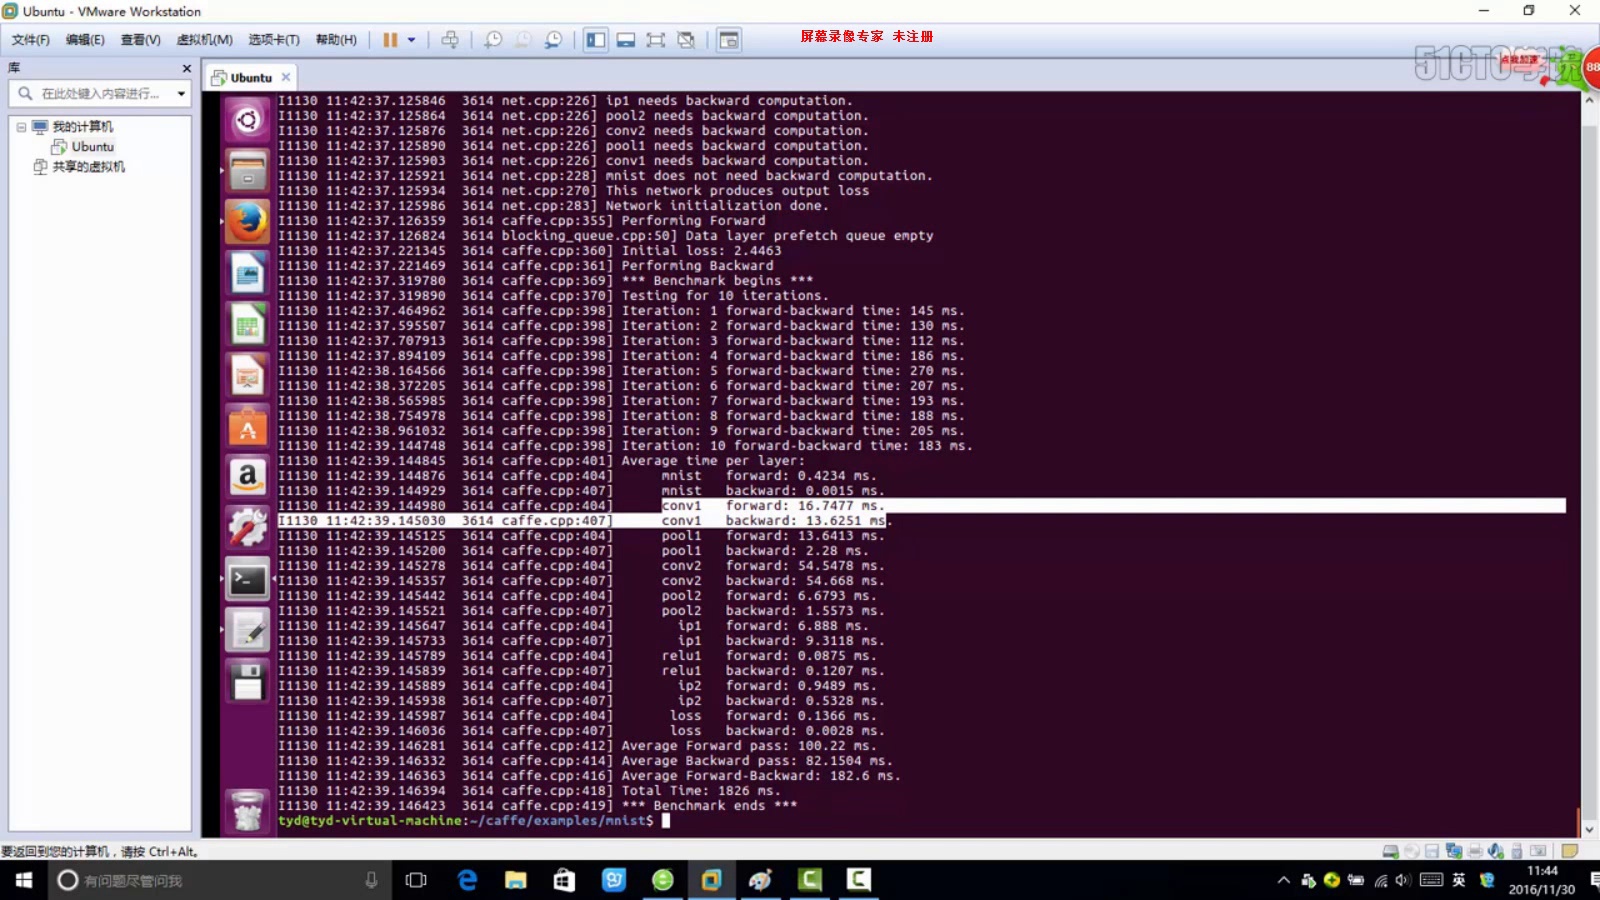 Ubuntu - VMware Workstation
文件(F) 编辑(E) 查看(V) 虚拟机(M) 选项卡(T) 帮助(H)
屏幕录像专家 未注册
51CTO学院
点我加速
88
库
在此处键入内容进行...
我的计算机
Ubuntu
共享的虚拟机
Ubuntu
I1130 11:42:37.125846 3614 net.cpp:226] ip1 needs backward computation.
I1130 11:42:37.125864 3614 net.cpp:226] pool2 needs backward computation.
I1130 11:42:37.125876 3614 net.cpp:226] conv2 needs backward computation.
I1130 11:42:37.125890 3614 net.cpp:226] pool1 needs backward computation.
I1130 11:42:37.125903 3614 net.cpp:226] conv1 needs backward computation.
I1130 11:42:37.125921 3614 net.cpp:228] mnist does not need backward computation.
I1130 11:42:37.125934 3614 net.cpp:270] This network produces output loss
I1130 11:42:37.125986 3614 net.cpp:283] Network initialization done.
I1130 11:42:37.126359 3614 caffe.cpp:355] Performing Forward
I1130 11:42:37.126824 3614 blocking_queue.cpp:50] Data layer prefetch queue empty
I1130 11:42:37.221345 3614 caffe.cpp:360] Initial loss: 2.4463
I1130 11:42:37.221469 3614 caffe.cpp:361] Performing Backward
I1130 11:42:37.319780 3614 caffe.cpp:369] *** Benchmark begins ***
I1130 11:42:37.319890 3614 caffe.cpp:370] Testing for 10 iterations.
I1130 11:42:37.464962 3614 caffe.cpp:398] Iteration: 1 forward-backward time: 145 ms.
I1130 11:42:37.595507 3614 caffe.cpp:398] Iteration: 2 forward-backward time: 130 ms.
I1130 11:42:37.707913 3614 caffe.cpp:398] Iteration: 3 forward-backward time: 112 ms.
I1130 11:42:37.894109 3614 caffe.cpp:398] Iteration: 4 forward-backward time: 186 ms.
I1130 11:42:38.164566 3614 caffe.cpp:398] Iteration: 5 forward-backward time: 270 ms.
I1130 11:42:38.372205 3614 caffe.cpp:398] Iteration: 6 forward-backward time: 207 ms.
I1130 11:42:38.565985 3614 caffe.cpp:398] Iteration: 7 forward-backward time: 193 ms.
I1130 11:42:38.754978 3614 caffe.cpp:398] Iteration: 8 forward-backward time: 188 ms.
I1130 11:42:38.961032 3614 caffe.cpp:398] Iteration: 9 forward-backward time: 205 ms.
I1130 11:42:39.144748 3614 caffe.cpp:398] Iteration: 10 forward-backward time: 183 ms.
I1130 11:42:39.144845 3614 caffe.cpp:401] Average time per layer:
I1130 11:42:39.144876 3614 caffe.cpp:404] mnist forward: 0.4234 ms.
I1130 11:42:39.144929 3614 caffe.cpp:407] mnist backward: 0.0015 ms.
I1130 11:42:39.144980 3614 caffe.cpp:404] conv1 forward: 16.7477 ms.
I1130 11:42:39.145030 3614 caffe.cpp:407] conv1 backward: 13.6251 ms.
I1130 11:42:39.145125 3614 caffe.cpp:404] pool1 forward: 13.6413 ms.
I1130 11:42:39.145200 3614 caffe.cpp:407] pool1 backward: 2.28 ms.
I1130 11:42:39.145278 3614 caffe.cpp:404] conv2 forward: 54.5478 ms.
I1130 11:42:39.145357 3614 caffe.cpp:407] conv2 backward: 54.668 ms.
I1130 11:42:39.145442 3614 caffe.cpp:404] pool2 forward: 6.6793 ms.
I1130 11:42:39.145521 3614 caffe.cpp:407] pool2 backward: 1.5573 ms.
I1130 11:42:39.145647 3614 caffe.cpp:404] ip1 forward: 6.888 ms.
I1130 11:42:39.145733 3614 caffe.cpp:407] ip1 backward: 9.3118 ms.
I1130 11:42:39.145789 3614 caffe.cpp:404] relu1 forward: 0.0875 ms.
I1130 11:42:39.145839 3614 caffe.cpp:407] relu1 backward: 0.1207 ms.
I1130 11:42:39.145889 3614 caffe.cpp:404] ip2 forward: 0.9489 ms.
I1130 11:42:39.145938 3614 caffe.cpp:407] ip2 backward: 0.5328 ms.
I1130 11:42:39.145987 3614 caffe.cpp:404] loss forward: 0.1366 ms.
I1130 11:42:39.146036 3614 caffe.cpp:407] loss backward: 0.0028 ms.
I1130 11:42:39.146281 3614 caffe.cpp:412] Average Forward pass: 100.22 ms.
I1130 11:42:39.146332 3614 caffe.cpp:414] Average Backward pass: 82.1504 ms.
I1130 11:42:39.146363 3614 caffe.cpp:416] Average Forward-Backward: 182.6 ms.
I1130 11:42:39.146394 3614 caffe.cpp:418] Total Time: 1826 ms.
I1130 11:42:39.146423 3614 caffe.cpp:419] *** Benchmark ends ***
tyd@tyd-virtual-machine:~/caffe/examples/mnist$
要返回到您的计算机，请按 Ctrl+Alt。
有问题尽管问我
英
11:44
2016/11/30